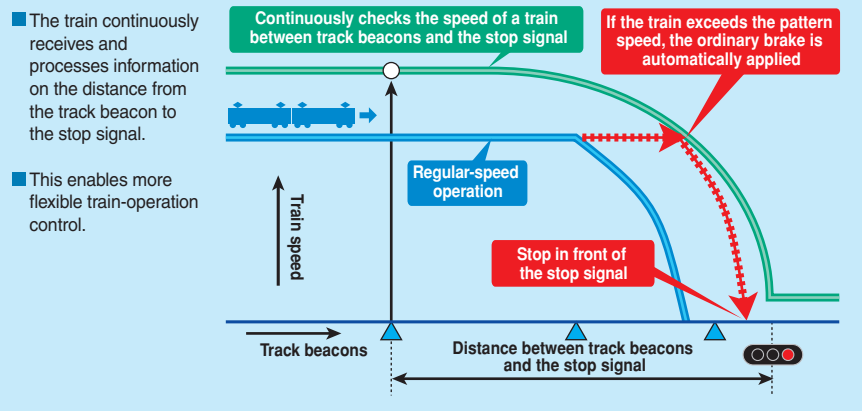 The train continuously
receives and
processes information
on the distance from
the track beacon to
the stop signal.
This enables more
flexible train-operation
control.
Continuously checks the speed of a train
between track beacons and the stop signal
If the train exceeds the pattern
speed, the ordinary brake is
automatically applied
Regular-speed
operation
Train speed
Stop in front of
the stop signal
Track beacons
Distance between track beacons
and the stop signal